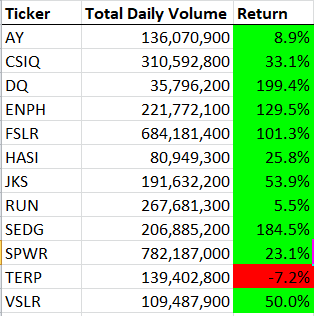 Ticker Total Daily Volume Return
AY 136,070,900 8.9%
CSIQ 310,592,800 33.1%
DQ 35,796,200 199.4%
ENPH 221,772,100 129.5%
FSLR 684,181,400 101.3%
HASI 80,949,300 25.8%
JKS 191,632,200 53.9%
RUN 267,681,300 5.5%
SEDG 206,885,200 184.5%
SPWR 782,187,000 23.1%
TERP 139,402,800 -7.2%
VSLR 109,487,900 50.0%